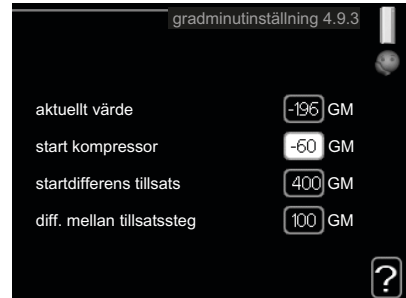 gradminutinställning 4.9.3
aktuellt värde -196 GM
start kompressor -60 GM
startdifferens tillsats 400 GM
diff. mellan tillsatssteg 100 GM
?